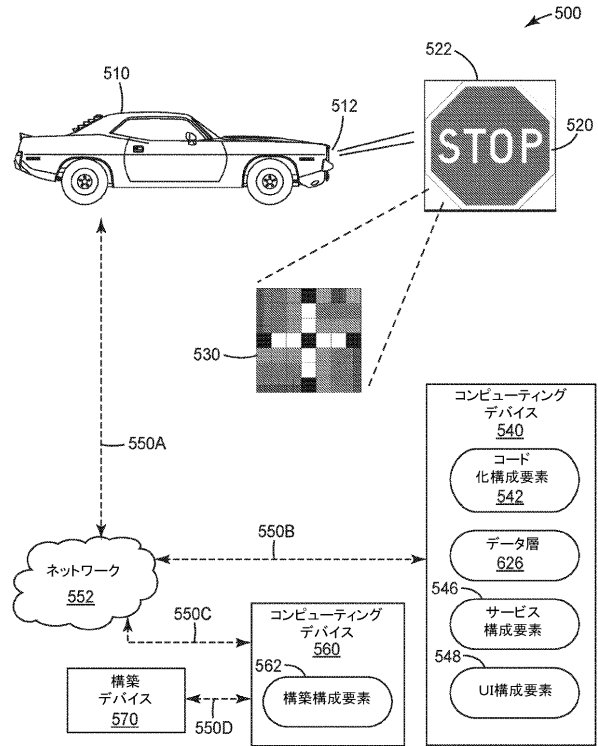 500
522
510
512
STOP
520
530
コンピューティング
デバイス
540
コード
化構成要素
542
データ層
626
546
サービス
構成要素
548
UI構成要素
550A
550B
ネットワーク
552
550C
コンピューティング
デバイス
560
562
構築構成要素
構築
デバイス
570
550D